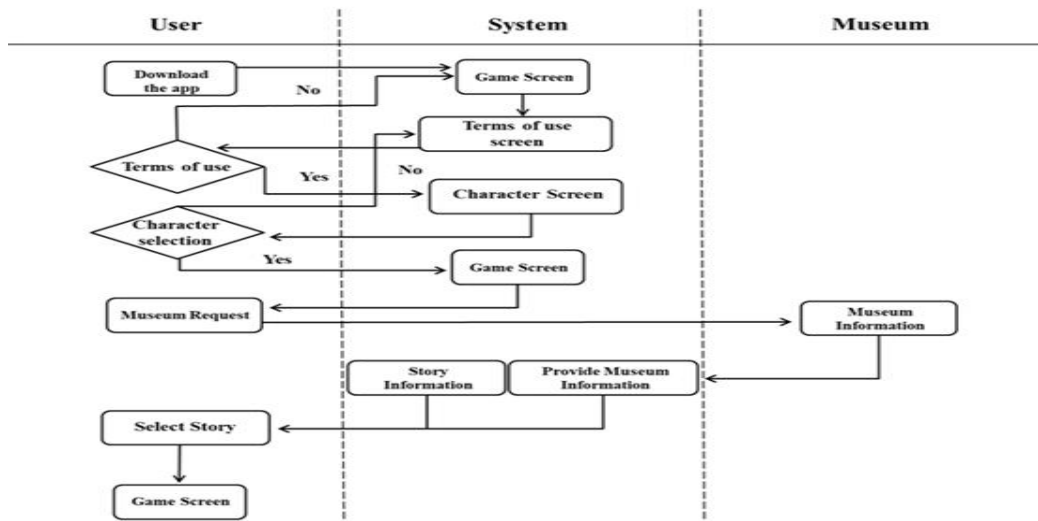 User
System
Museum
Download
the app
Game Screen
No
Terms of use
screen
Terms of use
Yes
No
Character Screen
Character
selection
Yes
Game Screen
Museum Request
Museum
Information
Story
Information
Provide Museum
Information
Select Story
Game Screen